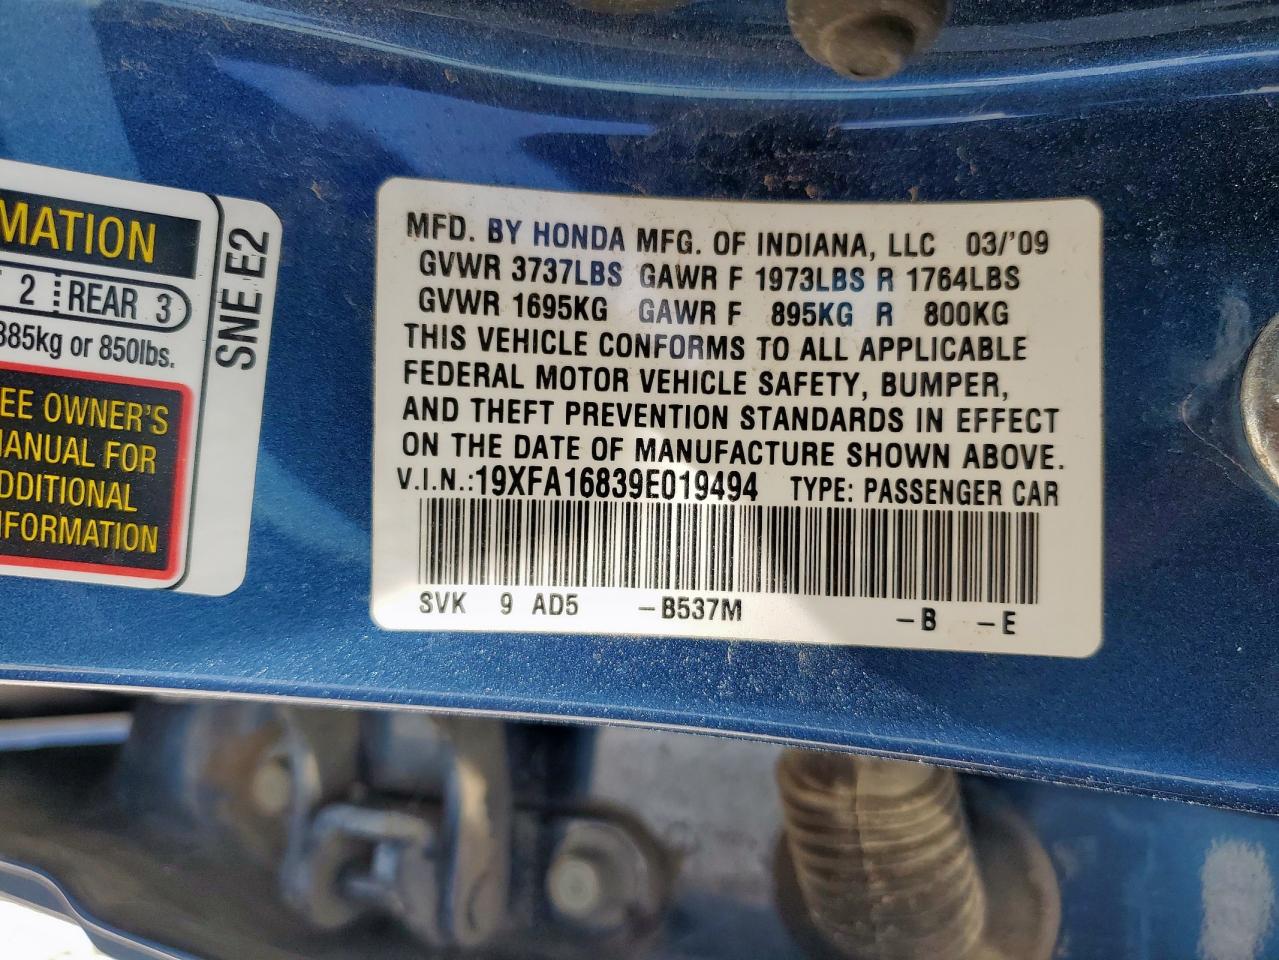 MATION
2 REAR 3
385kg or 850lbs.
EE OWNER'S
MANUAL FOR
DDITIONAL
NFORMATION
SNE E2
MFD. BY HONDA MFG. OF INDIANA, LLC 03/'09
GVWR 3737LBS GAWR F 1973LBS R 1764LBS
GVWR 1695KG GAWR F 895KG R 800KG
THIS VEHICLE CONFORMS TO ALL APPLICABLE
FEDERAL MOTOR VEHICLE SAFETY, BUMPER,
AND THEFT PREVENTION STANDARDS IN EFFECT
ON THE DATE OF MANUFACTURE SHOWN ABOVE.
V.I.N.:19XFA16839E019494 TYPE: PASSENGER CAR
SVK 9 AD5 –B537M –B –E